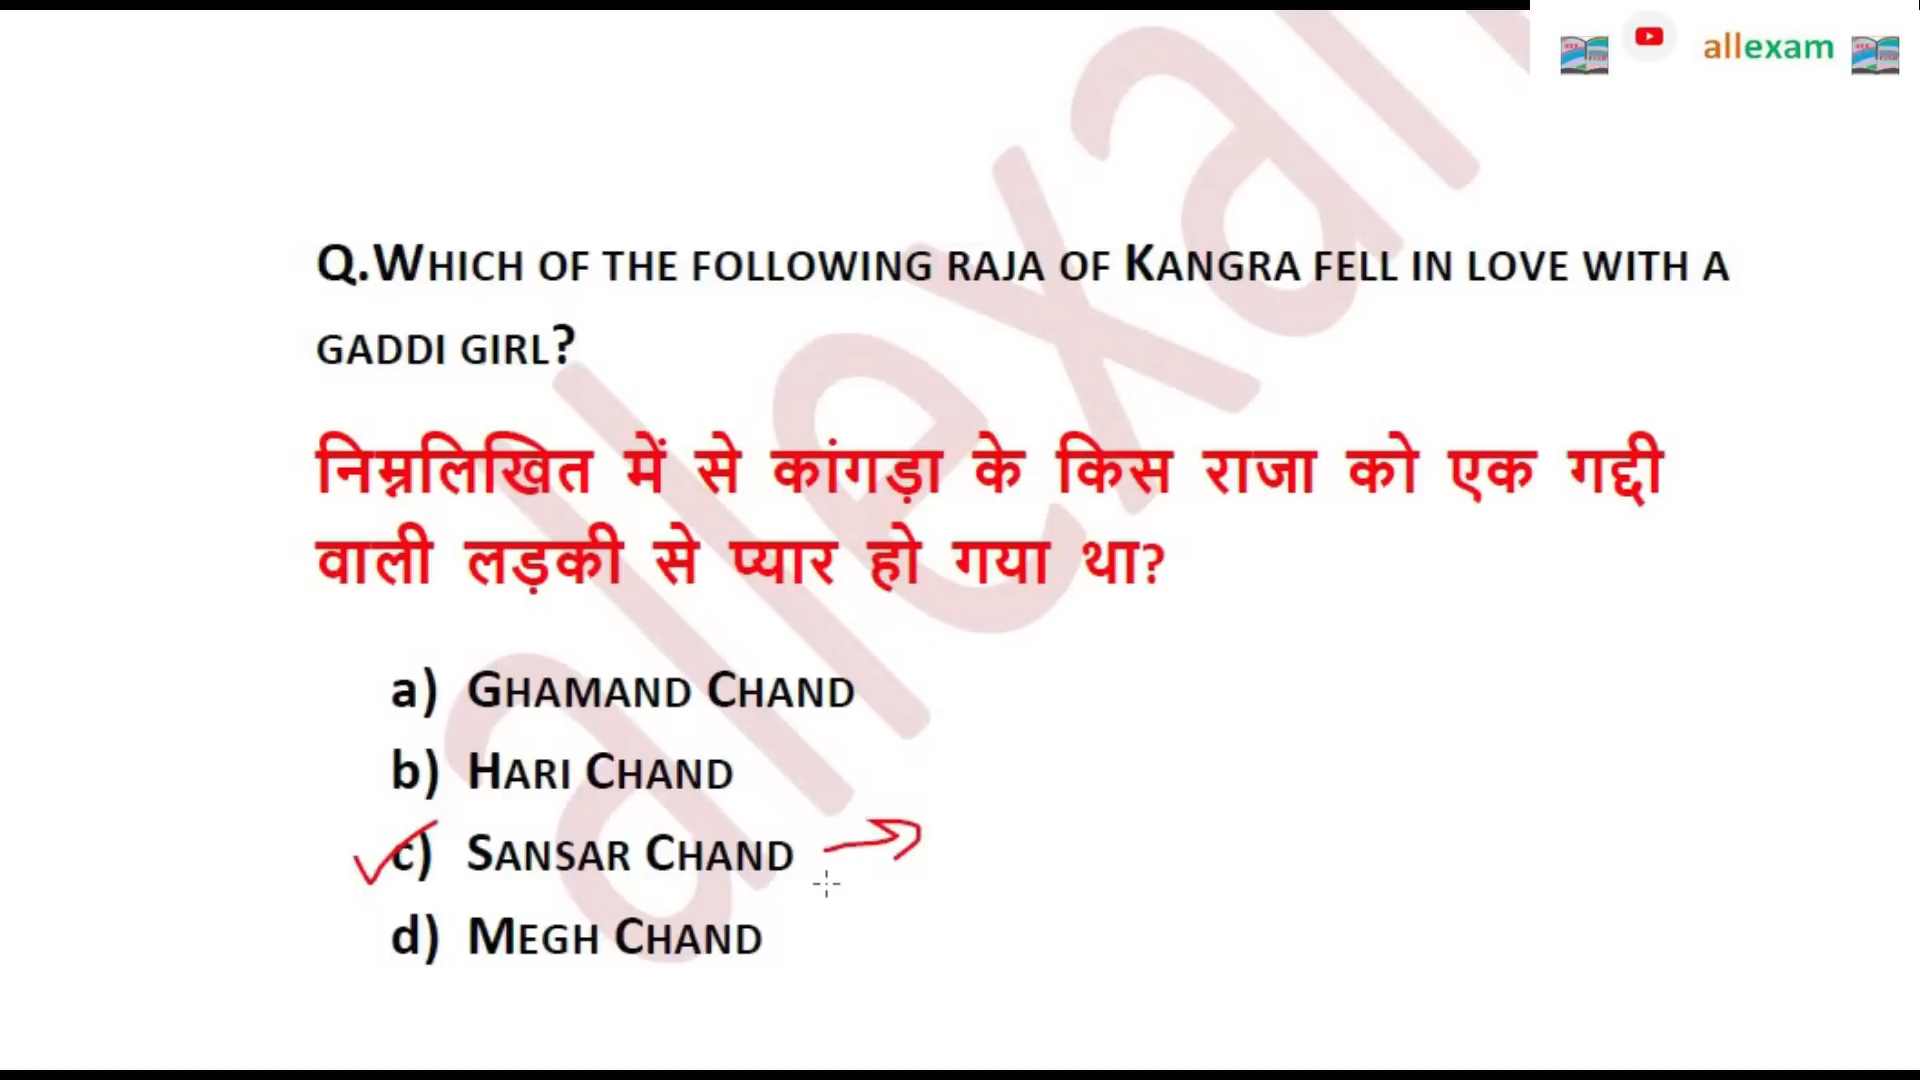 allexam
Q.Which of the following raja of Kangra fell in love with a
gaddi girl?
निम्नलिखित में से कांगड़ा के किस राजा को एक गद्दी
वाली लड़की से प्यार हो गया था?
a) Ghamand Chand
b) Hari Chand
c) Sansar Chand
d) Megh Chand
allexam